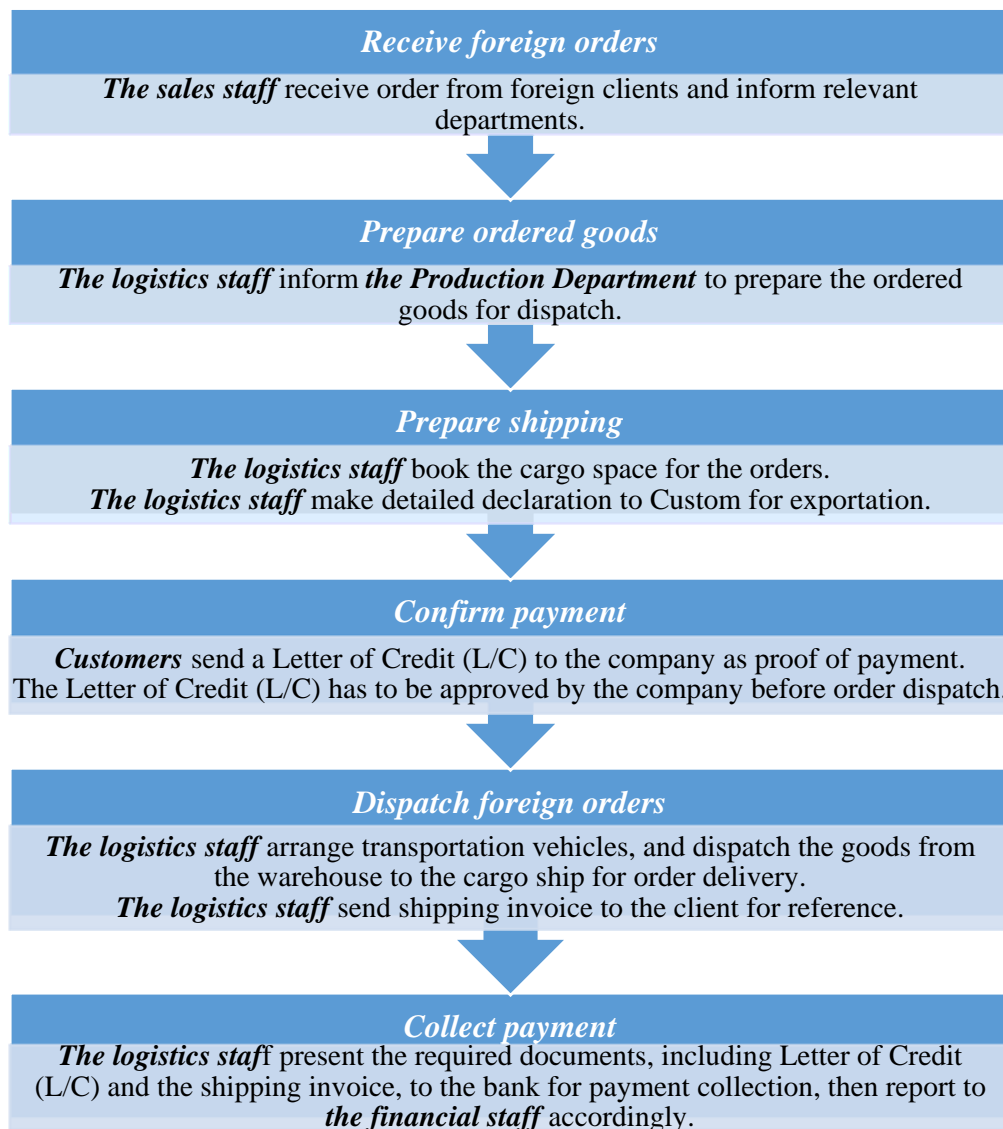 Receive foreign orders
The sales staff receive order from foreign clients and inform relevant
departments.
Prepare ordered goods
The logistics staff inform the Production Department to prepare the ordered
goods for dispatch.
Prepare shipping
The logistics staff book the cargo space for the orders.
The logistics staff make detailed declaration to Custom for exportation.
Confirm payment
Customers send a Letter of Credit (L/C) to the company as proof of payment.
The Letter of Credit (L/C) has to be approved by the company before order dispatch.
Dispatch foreign orders
The logistics staff arrange transportation vehicles, and dispatch the goods from
the warehouse to the cargo ship for order delivery.
The logistics staff send shipping invoice to the client for reference.
Collect payment
The logistics staff present the required documents, including Letter of Credit
(L/C) and the shipping invoice, to the bank for payment collection, then report to
the financial staff accordingly.